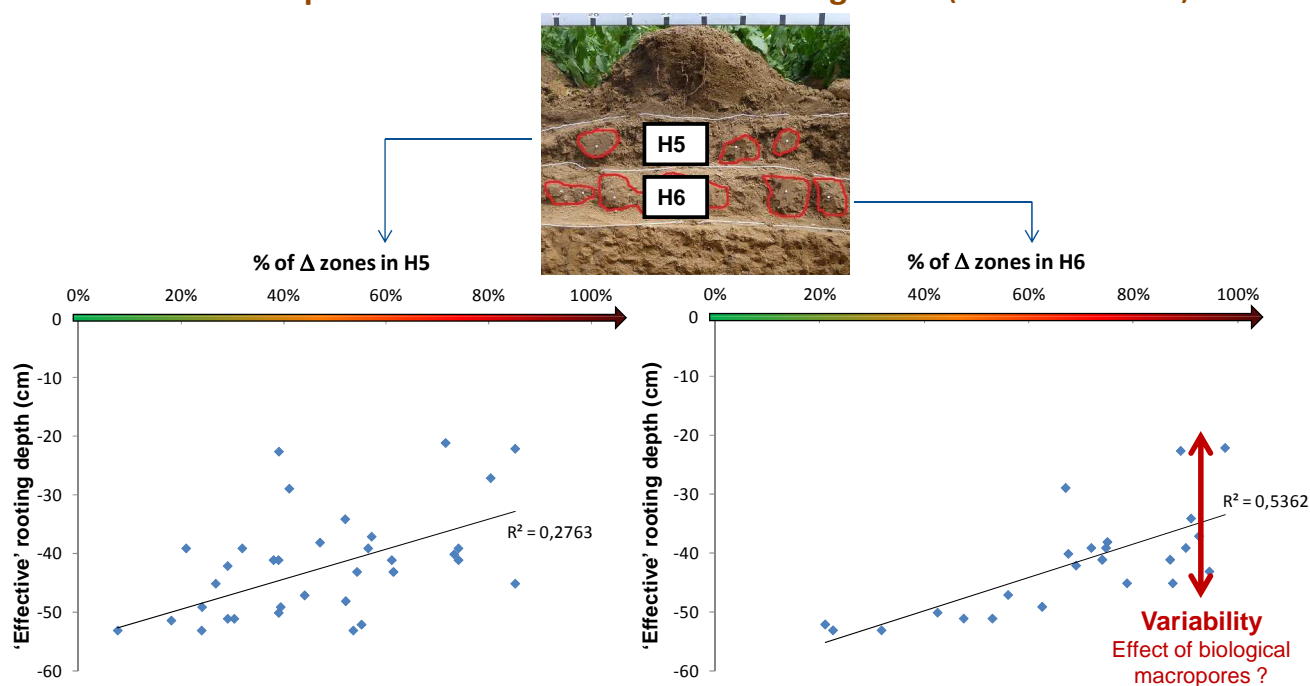 H5
H6
% of Δ zones in H5
0% 20% 40% 60% 80% 100%
0
-10
-20
-30
-40
-50
-60
'Effective' rooting depth (cm)
R² = 0,2763
% of Δ zones in H6
0% 20% 40% 60% 80% 100%
0
-10
-20
-30
-40
-50
-60
'Effective' rooting depth (cm)
R² = 0,5362
Variability
Effect of biological
macropores ?